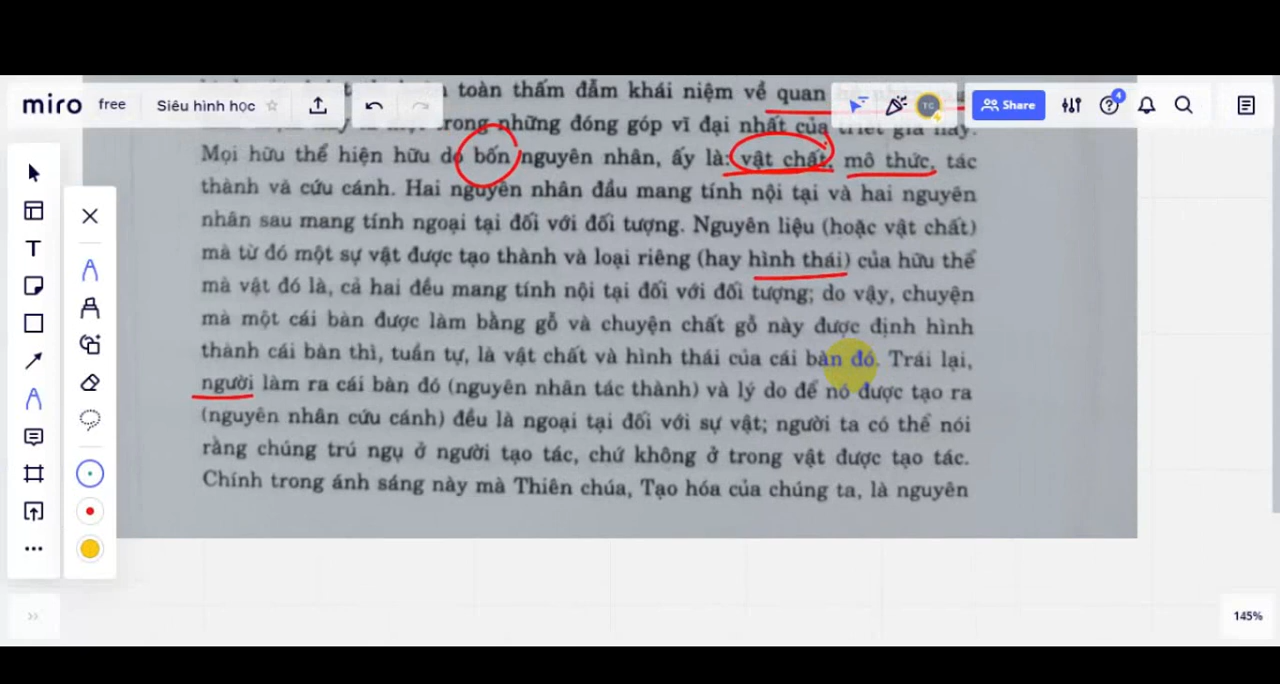 toàn thấm đẫm khái niệm về quan
miro free Siêu hình học Share 4 TC
trong những đóng góp vĩ đại nhất của triết gia này.
Mọi hữu thể hiện hữu do bốn nguyên nhân, ấy là: vật chất, mô thức, tác
thành và cứu cánh. Hai nguyên nhân đầu mang tính nội tại và hai nguyên
nhân sau mang tính ngoại tại đối với đối tượng. Nguyên liệu (hoặc vật chất)
mà từ đó một sự vật được tạo thành và loại riêng (hay hình thái) của hữu thể
mà vật đó là, cả hai đều mang tính nội tại đối với đối tượng; do vậy, chuyện
mà một cái bàn được làm bằng gỗ và chuyện chất gỗ này được định hình
thành cái bàn thì, tuần tự, là vật chất và hình thái của cái bàn đó. Trái lại,
người làm ra cái bàn đó (nguyên nhân tác thành) và lý do để nó được tạo ra
(nguyên nhân cứu cánh) đều là ngoại tại đối với sự vật; người ta có thể nói
rằng chúng trú ngụ ở người tạo tác, chứ không ở trong vật được tạo tác.
Chính trong ánh sáng này mà Thiên chúa, Tạo hóa của chúng ta, là nguyên
145%